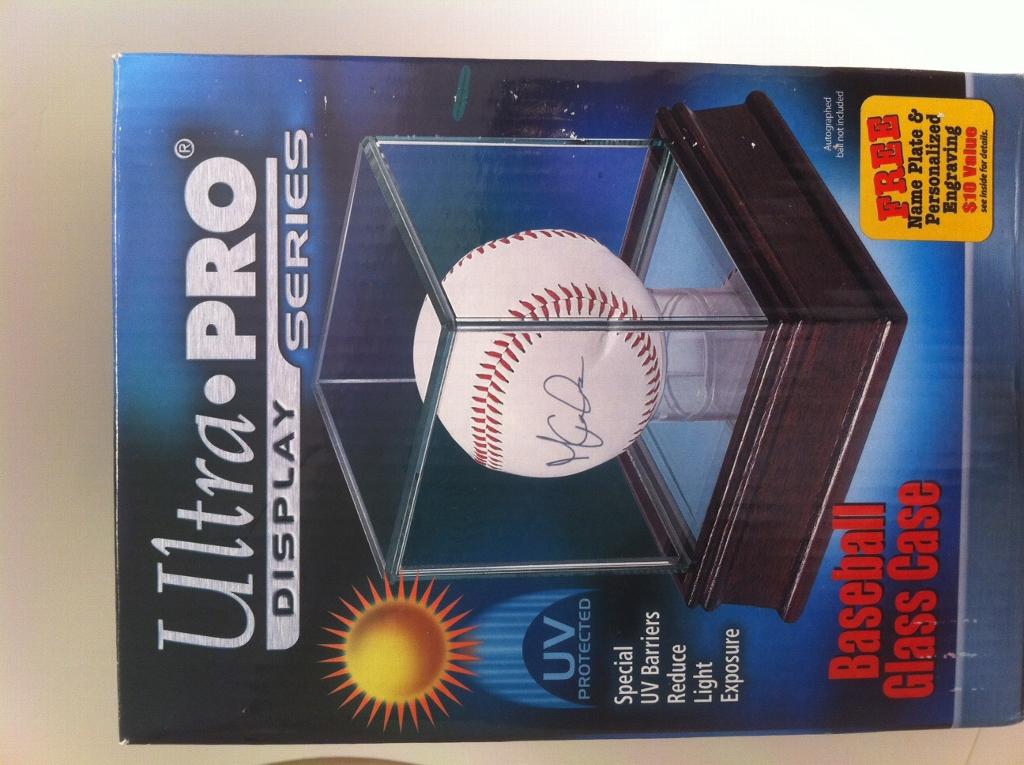 Ultra•PRO®
DISPLAY SERIES
UV
PROTECTED
Special
UV Barriers
Reduce
Light
Exposure
Autographed
ball not included
Baseball
Glass Case
FREE
Name Plate &
Personalized
Engraving
$10 Value
see inside for details.